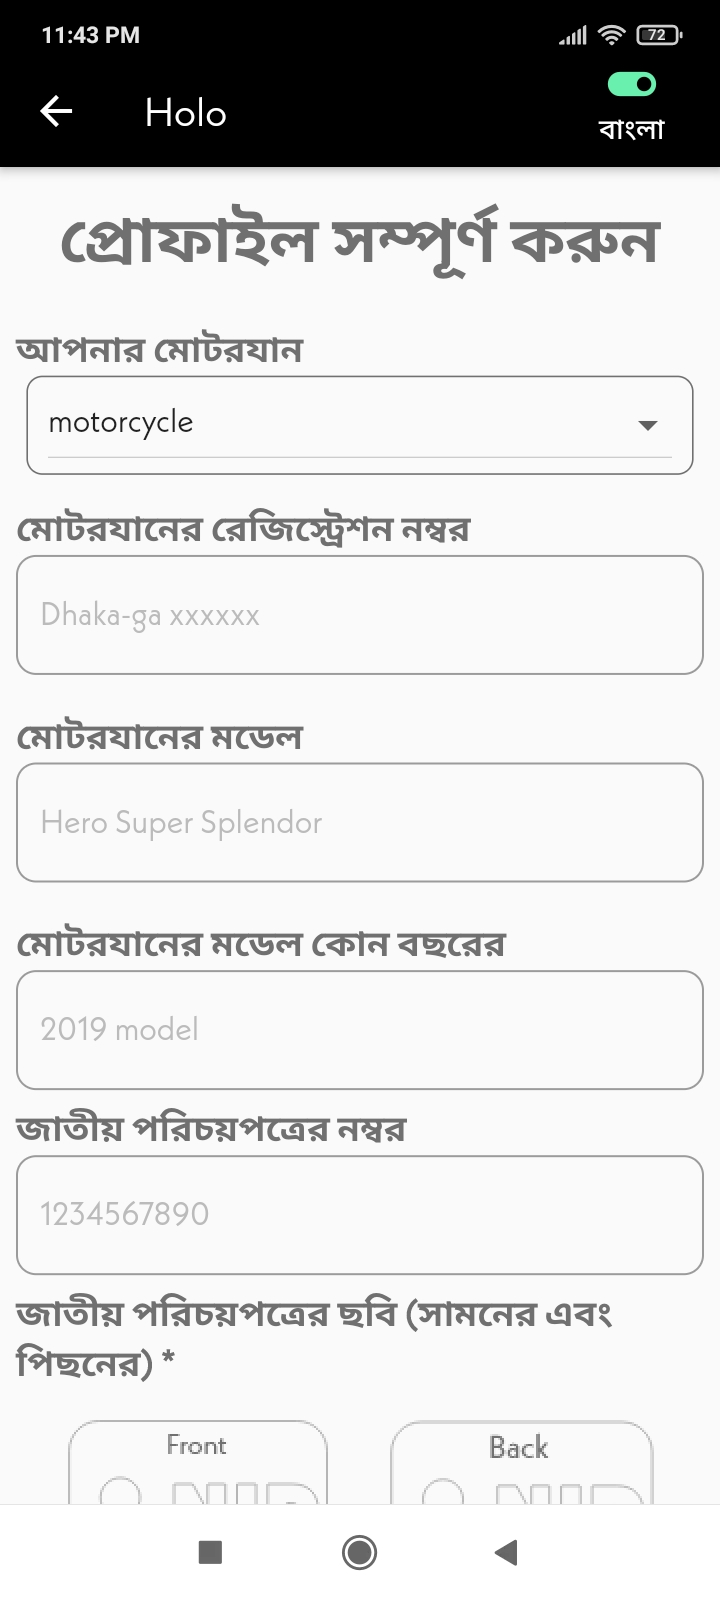 11:43 PM
72
Holo
বাংলা
প্রোফাইল সম্পূর্ণ করুন
আপনার মোটরযান
motorcycle
মোটরযানের রেজিস্ট্রেশন নম্বর
Dhaka-ga xxxxxx
মোটরযানের মডেল
Hero Super Splendor
মোটরযানের মডেল কোন বছরের
2019 model
জাতীয় পরিচয়পত্রের নম্বর
1234567890
জাতীয় পরিচয়পত্রের ছবি (সামনের এবং
পিছনের) *
Front
Back
NID
NID